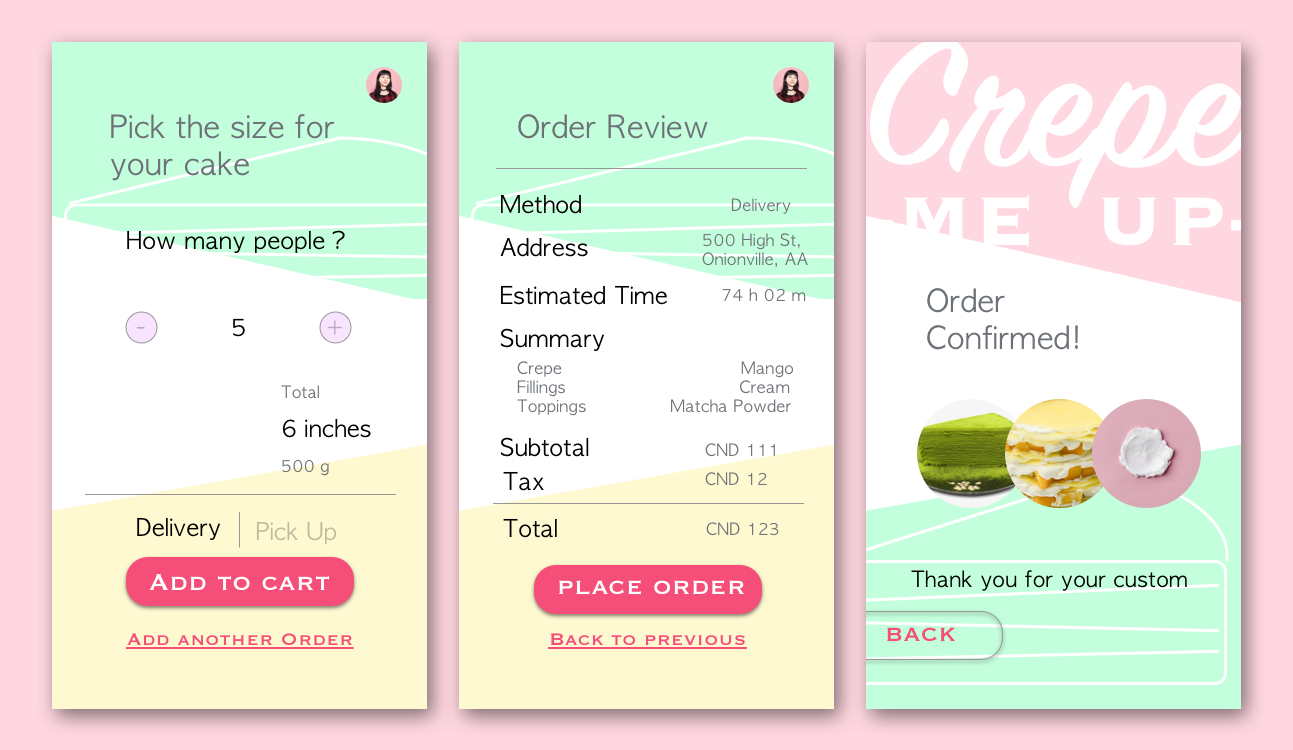 Pick the size for
your cake
How many people ?
- 5 +
Total
6 inches
500 g
Delivery | Pick Up
ADD TO CART
ADD ANOTHER ORDER
Order Review
Method Delivery
Address 500 High St,
Onionville, AA
Estimated Time 74 h 02 m
Summary
Crepe Mango
Fillings Cream
Toppings Matcha Powder
Subtotal CND 111
Tax CND 12
Total CND 123
PLACE ORDER
BACK TO PREVIOUS
Crepe
-ME UP-
Order
Confirmed!
Thank you for your custom
BACK